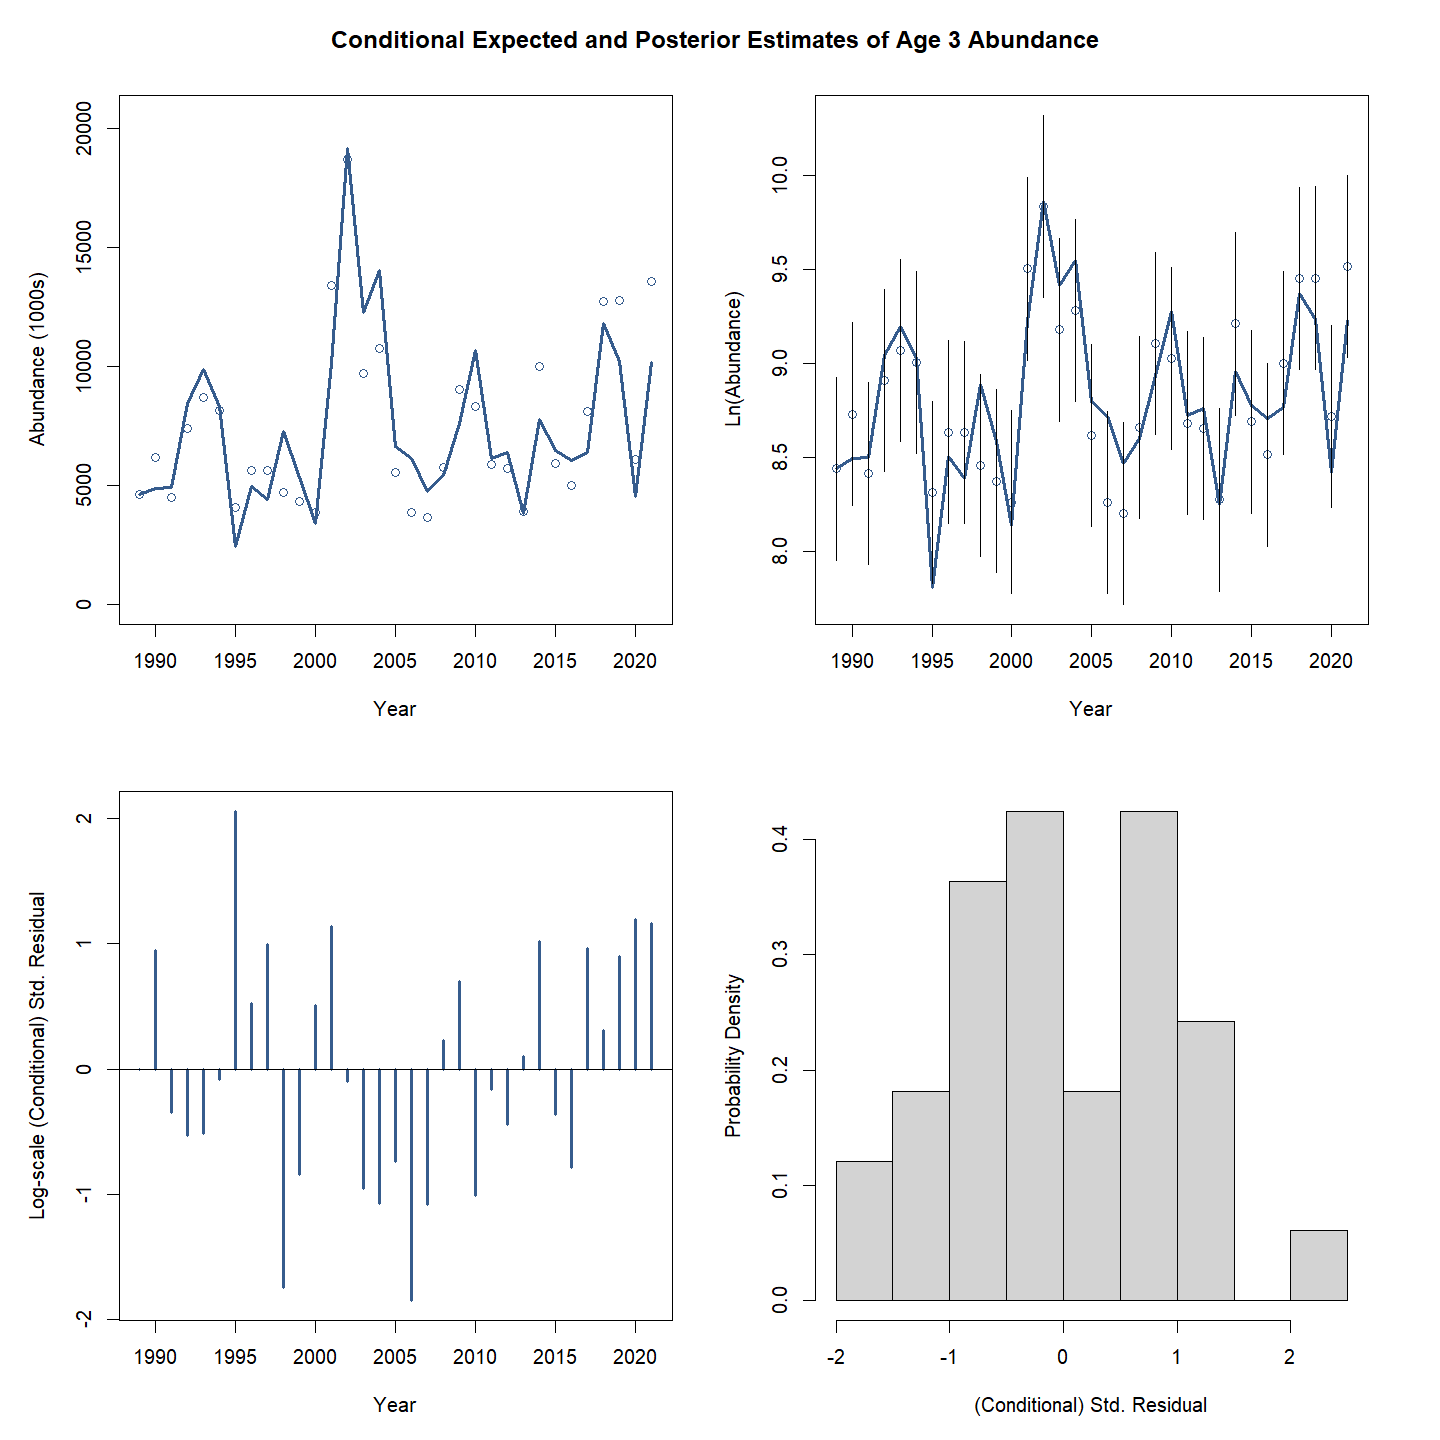 Conditional Expected and Posterior Estimates of Age 3 Abundance
Abundance (1000s)
20000
15000
10000
5000
0
1990 1995 2000 2005 2010 2015 2020
Year
Ln(Abundance)
10.0
9.5
9.0
8.5
8.0
1990 1995 2000 2005 2010 2015 2020
Year
Log-scale (Conditional) Std. Residual
2
1
0
-1
-2
1990 1995 2000 2005 2010 2015 2020
Year
Probability Density
0.4
0.3
0.2
0.1
0.0
-2 -1 0 1 2
(Conditional) Std. Residual